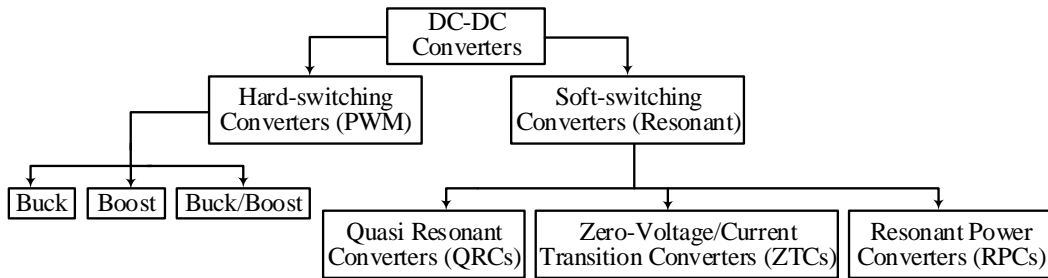 DC-DC
Converters
Hard-switching
Converters (PWM)
Soft-switching
Converters (Resonant)
Buck
Boost
Buck/Boost
Quasi Resonant
Converters (QRCs)
Zero-Voltage/Current
Transition Converters (ZTCs)
Resonant Power
Converters (RPCs)